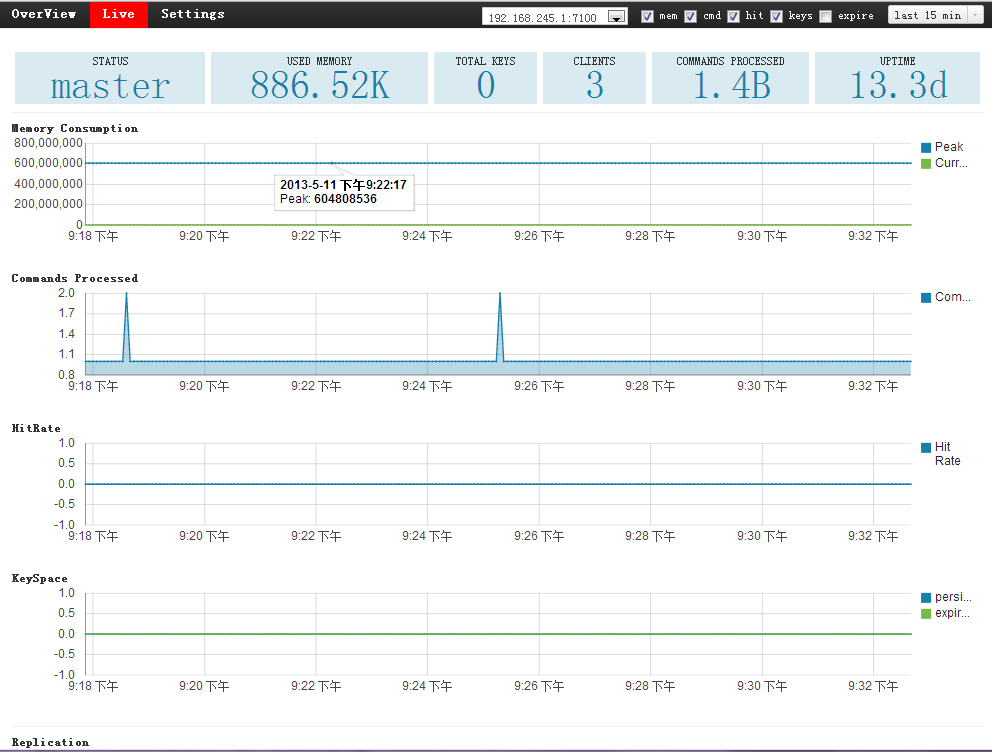 OverView Live Settings 192.168.245.1:7100 mem cmd hit keys expire last 15 min
STATUS USED MEMORY TOTAL KEYS CLIENTS COMMANDS PROCESSED UPTIME
master 886.52K 0 3 1.4B 13.3d
Memory Consumption
800,000,000
600,000,000
400,000,000
200,000,000
0
Peak
Curr...
2013-5-11 下午9:22:17
Peak: 604808536
9:18 下午 9:20 下午 9:22 下午 9:24 下午 9:26 下午 9:28 下午 9:30 下午 9:32 下午
Commands Processed
2.0
1.7
1.4
1.1
0.8
Com...
9:18 下午 9:20 下午 9:22 下午 9:24 下午 9:26 下午 9:28 下午 9:30 下午 9:32 下午
HitRate
1.0
0.5
0.0
-0.5
-1.0
Hit
Rate
9:18 下午 9:20 下午 9:22 下午 9:24 下午 9:26 下午 9:28 下午 9:30 下午 9:32 下午
KeySpace
1.0
0.5
0.0
-0.5
-1.0
persi...
expir...
9:18 下午 9:20 下午 9:22 下午 9:24 下午 9:26 下午 9:28 下午 9:30 下午 9:32 下午
Replication